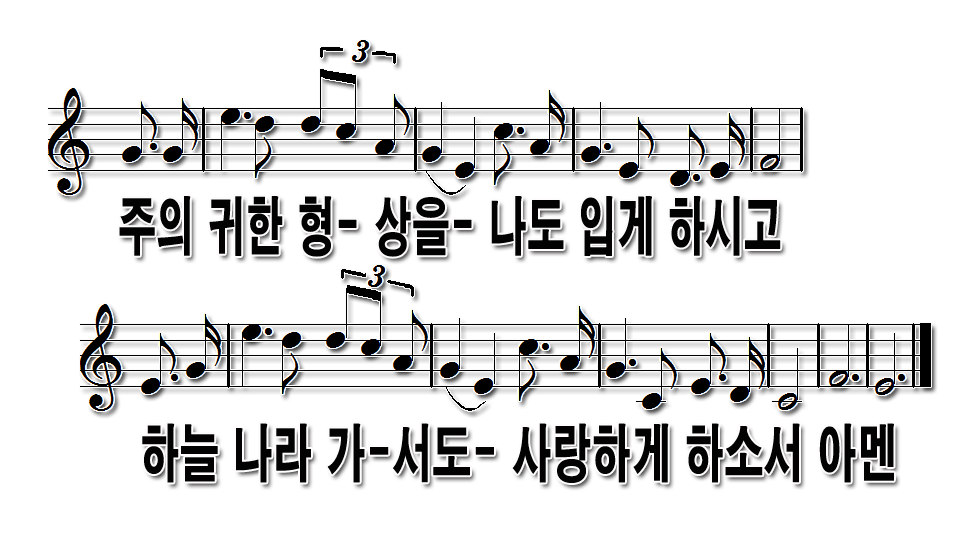 3
주의 귀한 형- 상을- 나도 입게 하시고
3
하늘 나라 가-서도- 사랑하게 하소서 아멘